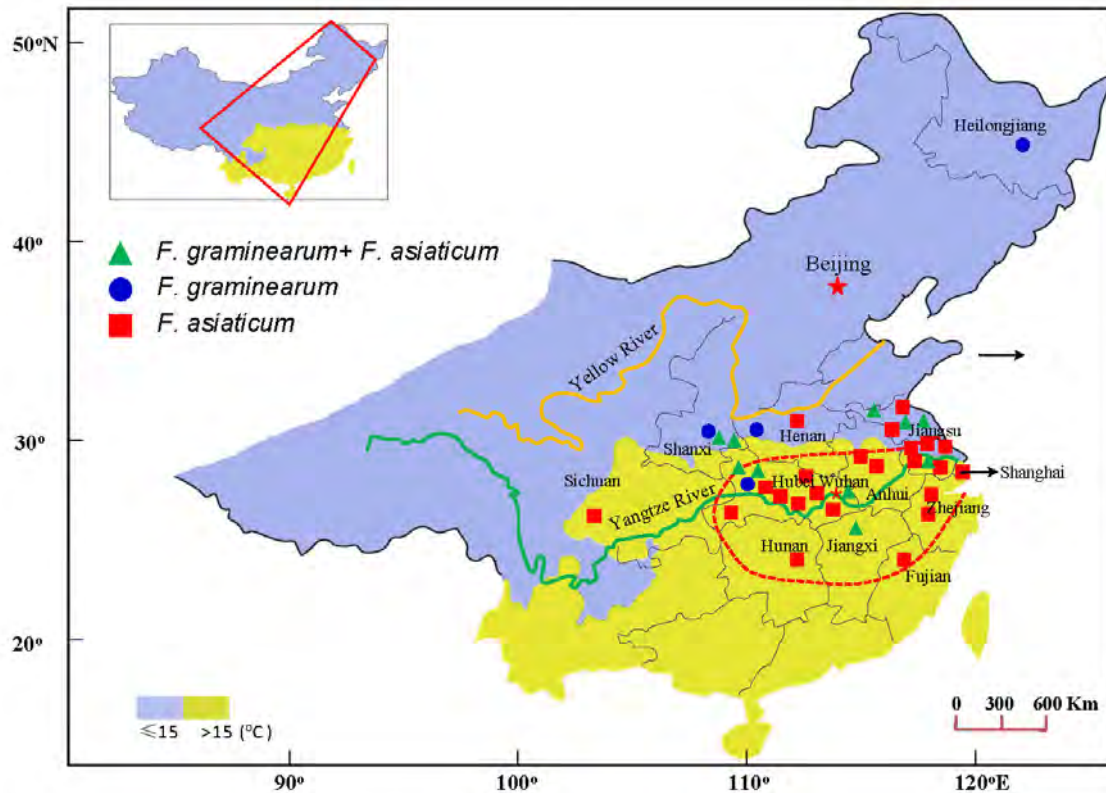 50°N
40°
30°
20°
F. graminearum+ F. asiaticum
F. graminearum
F. asiaticum
Heilongjiang
Beijing
Yellow River
Shanxi
Henan
Jiangsu
Sichuan
Hubei
Wuhan
Shanghai
Yangtze River
Anhui
Zhejiang
Hunan
Jiangxi
Fujian
≤15 >15 (°C)
0 300 600 Km
90° 100° 110° 120°E